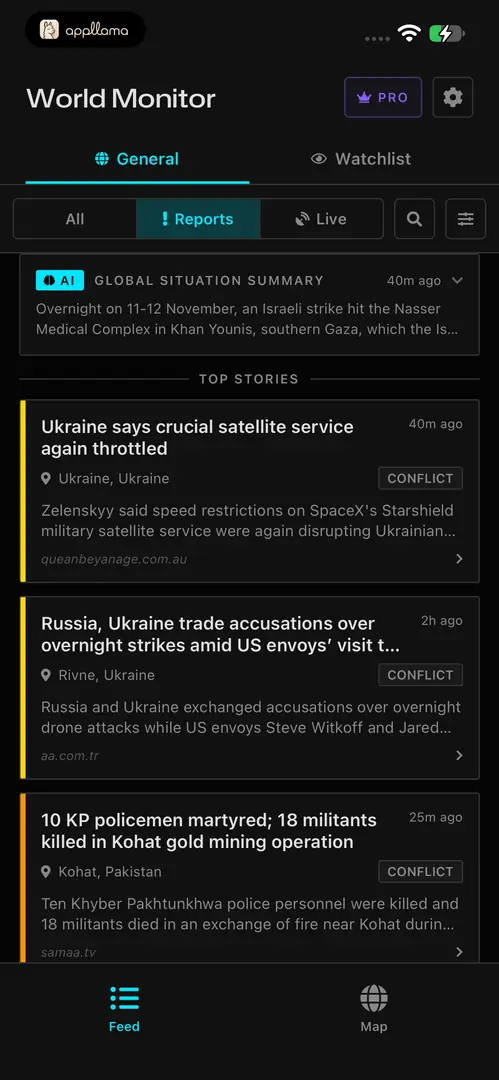 appllama
World Monitor
PRO
General
Watchlist
All
Reports
Live
AI GLOBAL SITUATION SUMMARY 40m ago
Overnight on 11-12 November, an Israeli strike hit the Nasser
Medical Complex in Khan Younis, southern Gaza, which the Is...
TOP STORIES
Ukraine says crucial satellite service 40m ago
again throttled
Ukraine, Ukraine CONFLICT
Zelenskyy said speed restrictions on SpaceX's Starshield
military satellite service were again disrupting Ukrainian...
queanbeyanage.com.au
Russia, Ukraine trade accusations over 2h ago
overnight strikes amid US envoys’ visit t...
Rivne, Ukraine CONFLICT
Russia and Ukraine exchanged accusations over overnight
drone attacks while US envoys Steve Witkoff and Jared...
aa.com.tr
10 KP policemen martyred; 18 militants 25m ago
killed in Kohat gold mining operation
Kohat, Pakistan CONFLICT
Ten Khyber Pakhtunkhwa police personnel were killed and
18 militants died in an exchange of fire near Kohat durin...
samaa.tv
Feed
Map